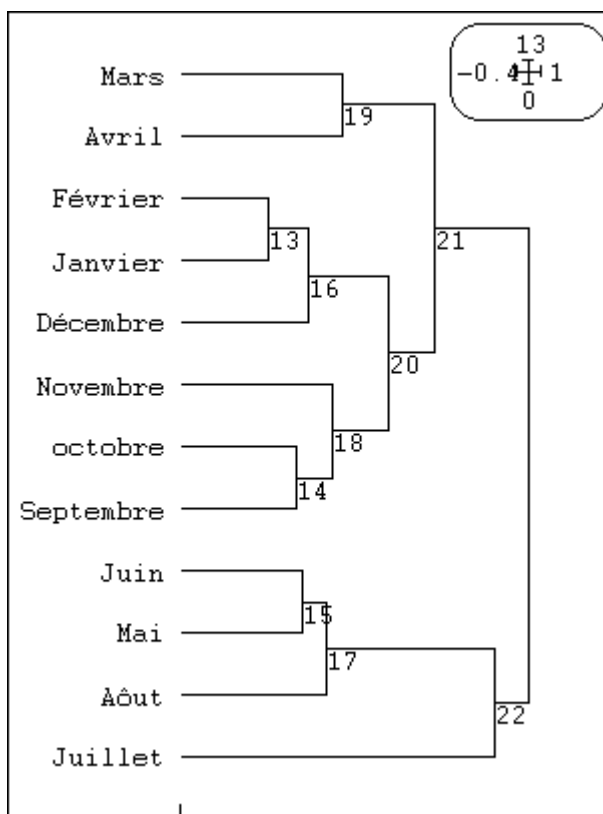 13
-0.4 1
0
Mars
19
Avril
Février
13
21
Janvier
16
Décembre
20
Novembre
18
octobre
14
Septembre
Juin
15
Mai
17
Aôut
22
Juillet